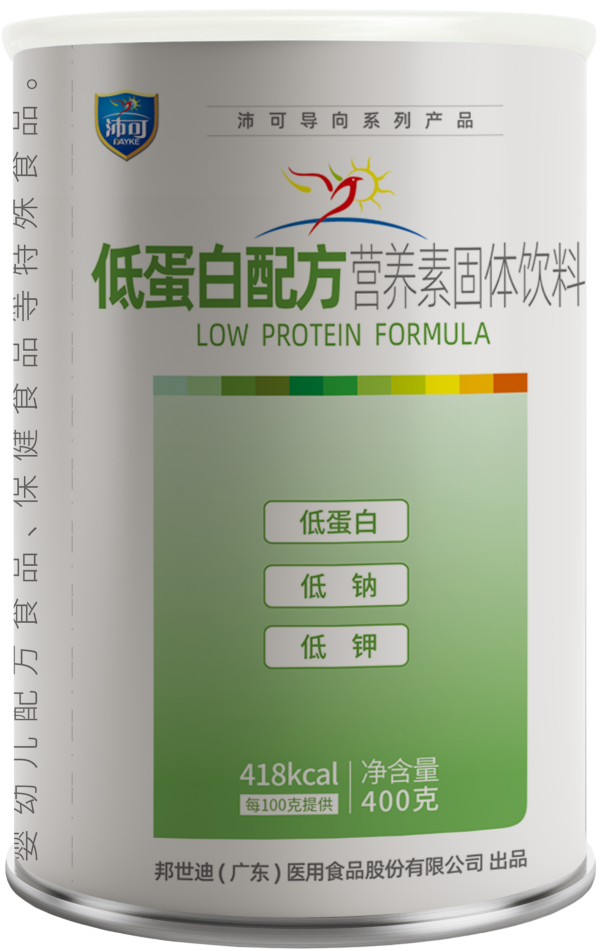 沛可
PAYKE
沛可导向系列产品
低蛋白配方营养素固体饮料
LOW PROTEIN FORMULA
低蛋白
低 钠
低 钾
418kcal
每100克提供
净含量
400克
邦世迪(广东)医用食品股份有限公司 出品
婴幼儿配方食品、保健食品等特殊食品。